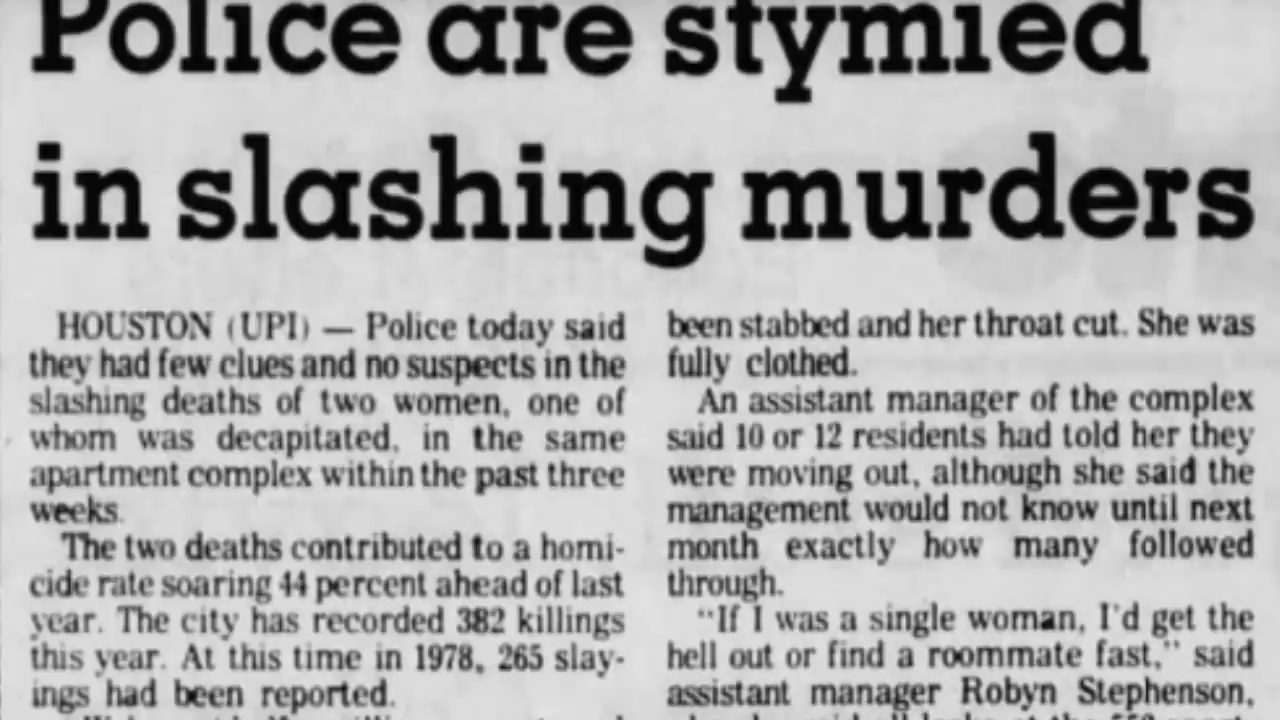 Police are stymied
in slashing murders
HOUSTON (UPI) — Police today said
they had few clues and no suspects in the
slashing deaths of two women, one of
whom was decapitated, in the same
apartment complex within the past three
weeks.
The two deaths contributed to a homi-
cide rate soaring 44 percent ahead of last
year. The city has recorded 382 killings
this year. At this time in 1978, 265 slay-
ings had been reported.
been stabbed and her throat cut. She was
fully clothed.
An assistant manager of the complex
said 10 or 12 residents had told her they
were moving out, although she said the
management would not know until next
month exactly how many followed
through.
"If I was a single woman, I'd get the
hell out or find a roommate fast," said
assistant manager Robyn Stephenson,